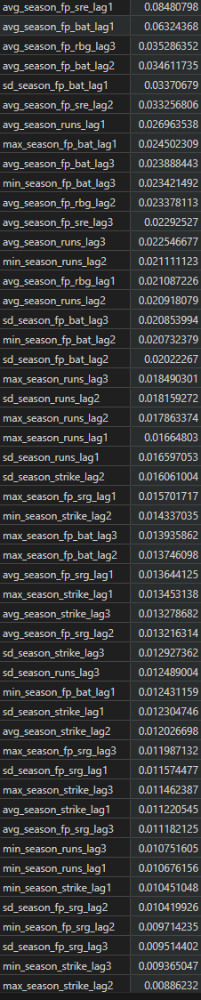 avg_season_fp_sre_lag1 0.08480798
avg_season_fp_bat_lag1 0.06324368
avg_season_fp_rbg_lag3 0.035286352
avg_season_fp_bat_lag2 0.034611735
sd_season_fp_bat_lag1 0.03370679
avg_season_fp_sre_lag2 0.033256806
avg_season_runs_lag1 0.026963538
max_season_fp_bat_lag1 0.024502309
avg_season_fp_bat_lag3 0.023888443
min_season_fp_bat_lag3 0.023421492
avg_season_fp_rbg_lag2 0.023378113
avg_season_fp_sre_lag3 0.02292527
avg_season_runs_lag3 0.022546677
min_season_runs_lag2 0.021111123
avg_season_fp_rbg_lag1 0.021087226
avg_season_runs_lag2 0.020918079
sd_season_fp_bat_lag3 0.020853994
min_season_fp_bat_lag2 0.020732379
sd_season_fp_bat_lag2 0.02022267
max_season_runs_lag3 0.018490301
sd_season_runs_lag2 0.018159272
max_season_runs_lag2 0.017863374
max_season_runs_lag1 0.01664803
sd_season_runs_lag1 0.016597053
sd_season_strike_lag2 0.016061004
max_season_fp_srg_lag1 0.015701717
min_season_strike_lag2 0.014337035
max_season_fp_bat_lag3 0.013935862
max_season_fp_bat_lag2 0.013746098
avg_season_fp_srg_lag1 0.013644125
max_season_strike_lag1 0.013453138
avg_season_strike_lag3 0.013278682
avg_season_fp_srg_lag2 0.013216314
sd_season_strike_lag3 0.012927362
sd_season_runs_lag3 0.012489004
min_season_fp_bat_lag1 0.012431159
sd_season_strike_lag1 0.012304746
avg_season_strike_lag2 0.012026698
max_season_fp_srg_lag3 0.011987132
sd_season_fp_srg_lag1 0.011574477
max_season_strike_lag3 0.011462387
avg_season_strike_lag1 0.011220545
avg_season_fp_srg_lag3 0.011182125
min_season_runs_lag3 0.010751605
min_season_runs_lag1 0.010676156
min_season_strike_lag1 0.010451048
sd_season_fp_srg_lag2 0.010419926
min_season_fp_srg_lag2 0.009714235
sd_season_fp_srg_lag3 0.009514402
min_season_strike_lag3 0.009365047
max_season_strike_lag2 0.00886232